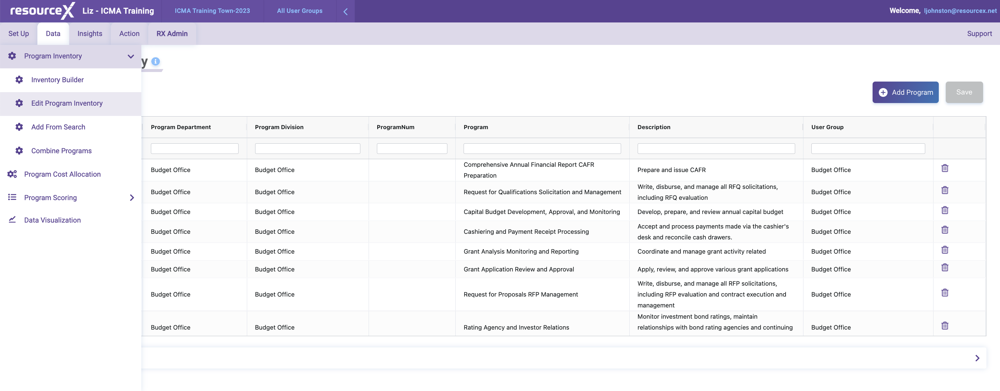 resourceX Liz - ICMA Training ICMA Training Town-2023 All User Groups Welcome, ljohnston@resourcex.net
Set Up Data Insights Action RX Admin Support
Program Inventory
y
Inventory Builder
Edit Program Inventory
Add From Search
Combine Programs
Program Cost Allocation
Program Scoring
Data Visualization
Add Program Save
Program Department Program Division ProgramNum Program Description User Group
Budget Office Budget Office Comprehensive Annual Financial Report CAFR
Preparation Prepare and issue CAFR Budget Office
Budget Office Budget Office Request for Qualifications Solicitation and Management Write, disburse, and manage all RFQ solicitations,
including RFQ evaluation Budget Office
Budget Office Budget Office Capital Budget Development, Approval, and Monitoring Develop, prepare, and review annual capital budget Budget Office
Budget Office Budget Office Cashiering and Payment Receipt Processing Accept and process payments made via the cashier's
desk and reconcile cash drawers. Budget Office
Budget Office Budget Office Grant Analysis Monitoring and Reporting Coordinate and manage grant activity related Budget Office
Budget Office Budget Office Grant Application Review and Approval Apply, review, and approve various grant applications Budget Office
Budget Office Budget Office Request for Proposals RFP Management Write, disburse, and manage all RFP solicitations,
including RFP evaluation and contract execution and
management Budget Office
Budget Office Budget Office Rating Agency and Investor Relations Monitor investment bond ratings, maintain
relationships with bond rating agencies and continuing Budget Office